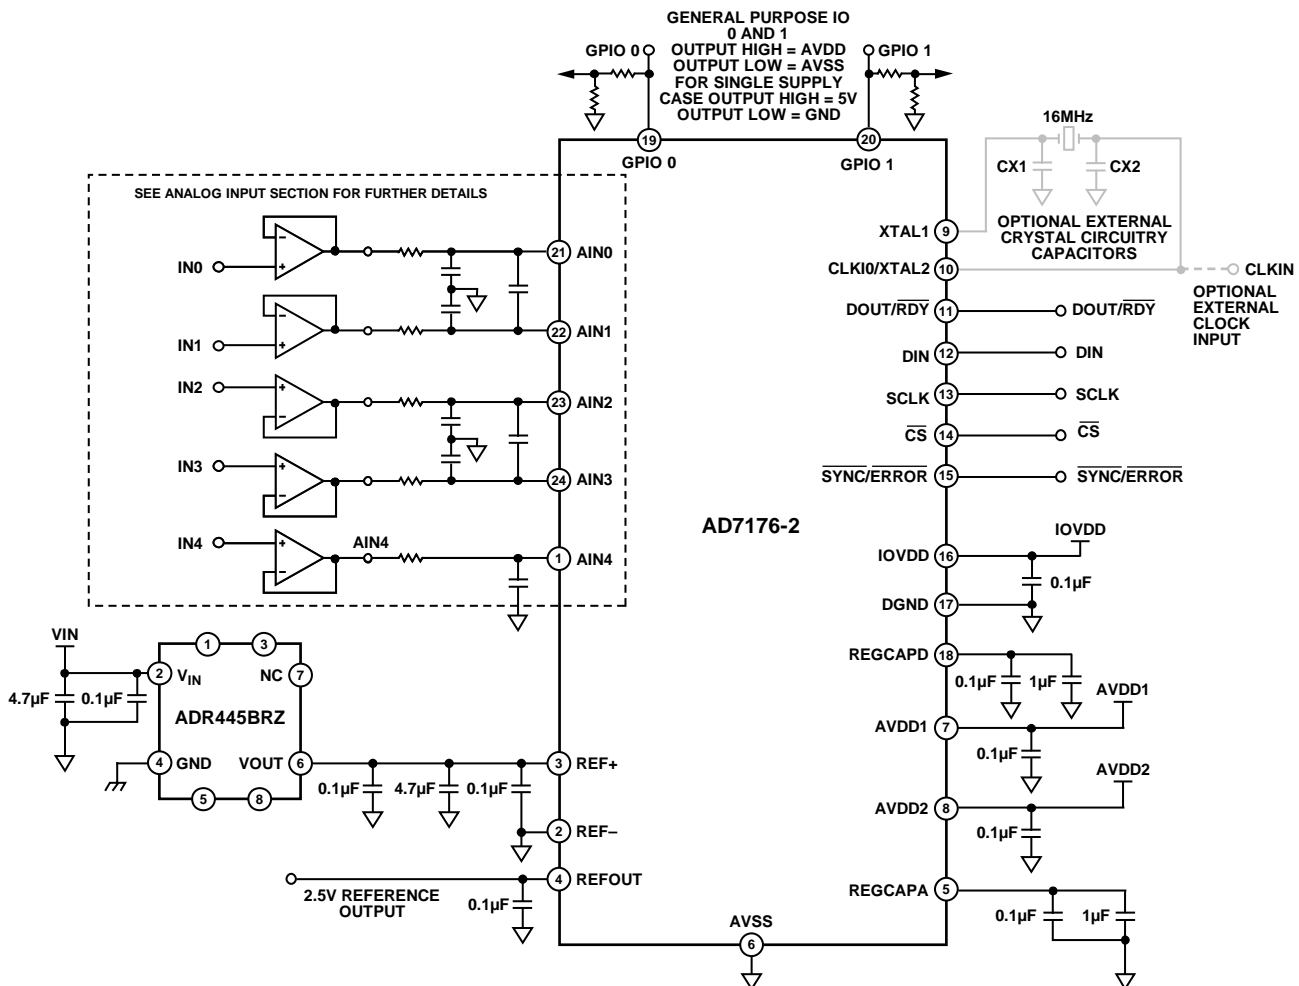 GENERAL PURPOSE IO
0 AND 1
GPIO 0
OUTPUT HIGH = AVDD
GPIO 1
OUTPUT LOW = AVSS
FOR SINGLE SUPPLY
CASE OUTPUT HIGH = 5V
OUTPUT LOW = GND
19
20
GPIO 0
GPIO 1
16MHz
CX1
CX2
OPTIONAL EXTERNAL
CRYSTAL CIRCUITRY
CAPACITORS
SEE ANALOG INPUT SECTION FOR FURTHER DETAILS
IN0
−
+
21
AIN0
IN1
−
+
22
AIN1
IN2
+
−
23
AIN2
IN3
+
−
24
AIN3
IN4
+
−
AIN4
1
AIN4
XTAL1
9
CLKI0/XTAL2
10
CLKIN
OPTIONAL
EXTERNAL
CLOCK
INPUT
DOUT/RDY
11
DOUT/RDY
DIN
12
DIN
SCLK
13
SCLK
CS
14
CS
SYNC/ERROR
15
SYNC/ERROR
AD7176-2
IOVDD
16
IOVDD
0.1µF
DGND
17
REGCAPD
18
0.1µF
1µF
AVDD1
7
AVDD1
0.1µF
AVDD2
8
AVDD2
0.1µF
REGCAPA
5
0.1µF
1µF
VIN
4.7µF
0.1µF
1
3
2
VIN
NC
7
ADR445BRZ
4
GND
VOUT
6
5
8
0.1µF
4.7µF
0.1µF
3
REF+
2
REF−
4
REFOUT
2.5V REFERENCE
OUTPUT
0.1µF
AVSS
6